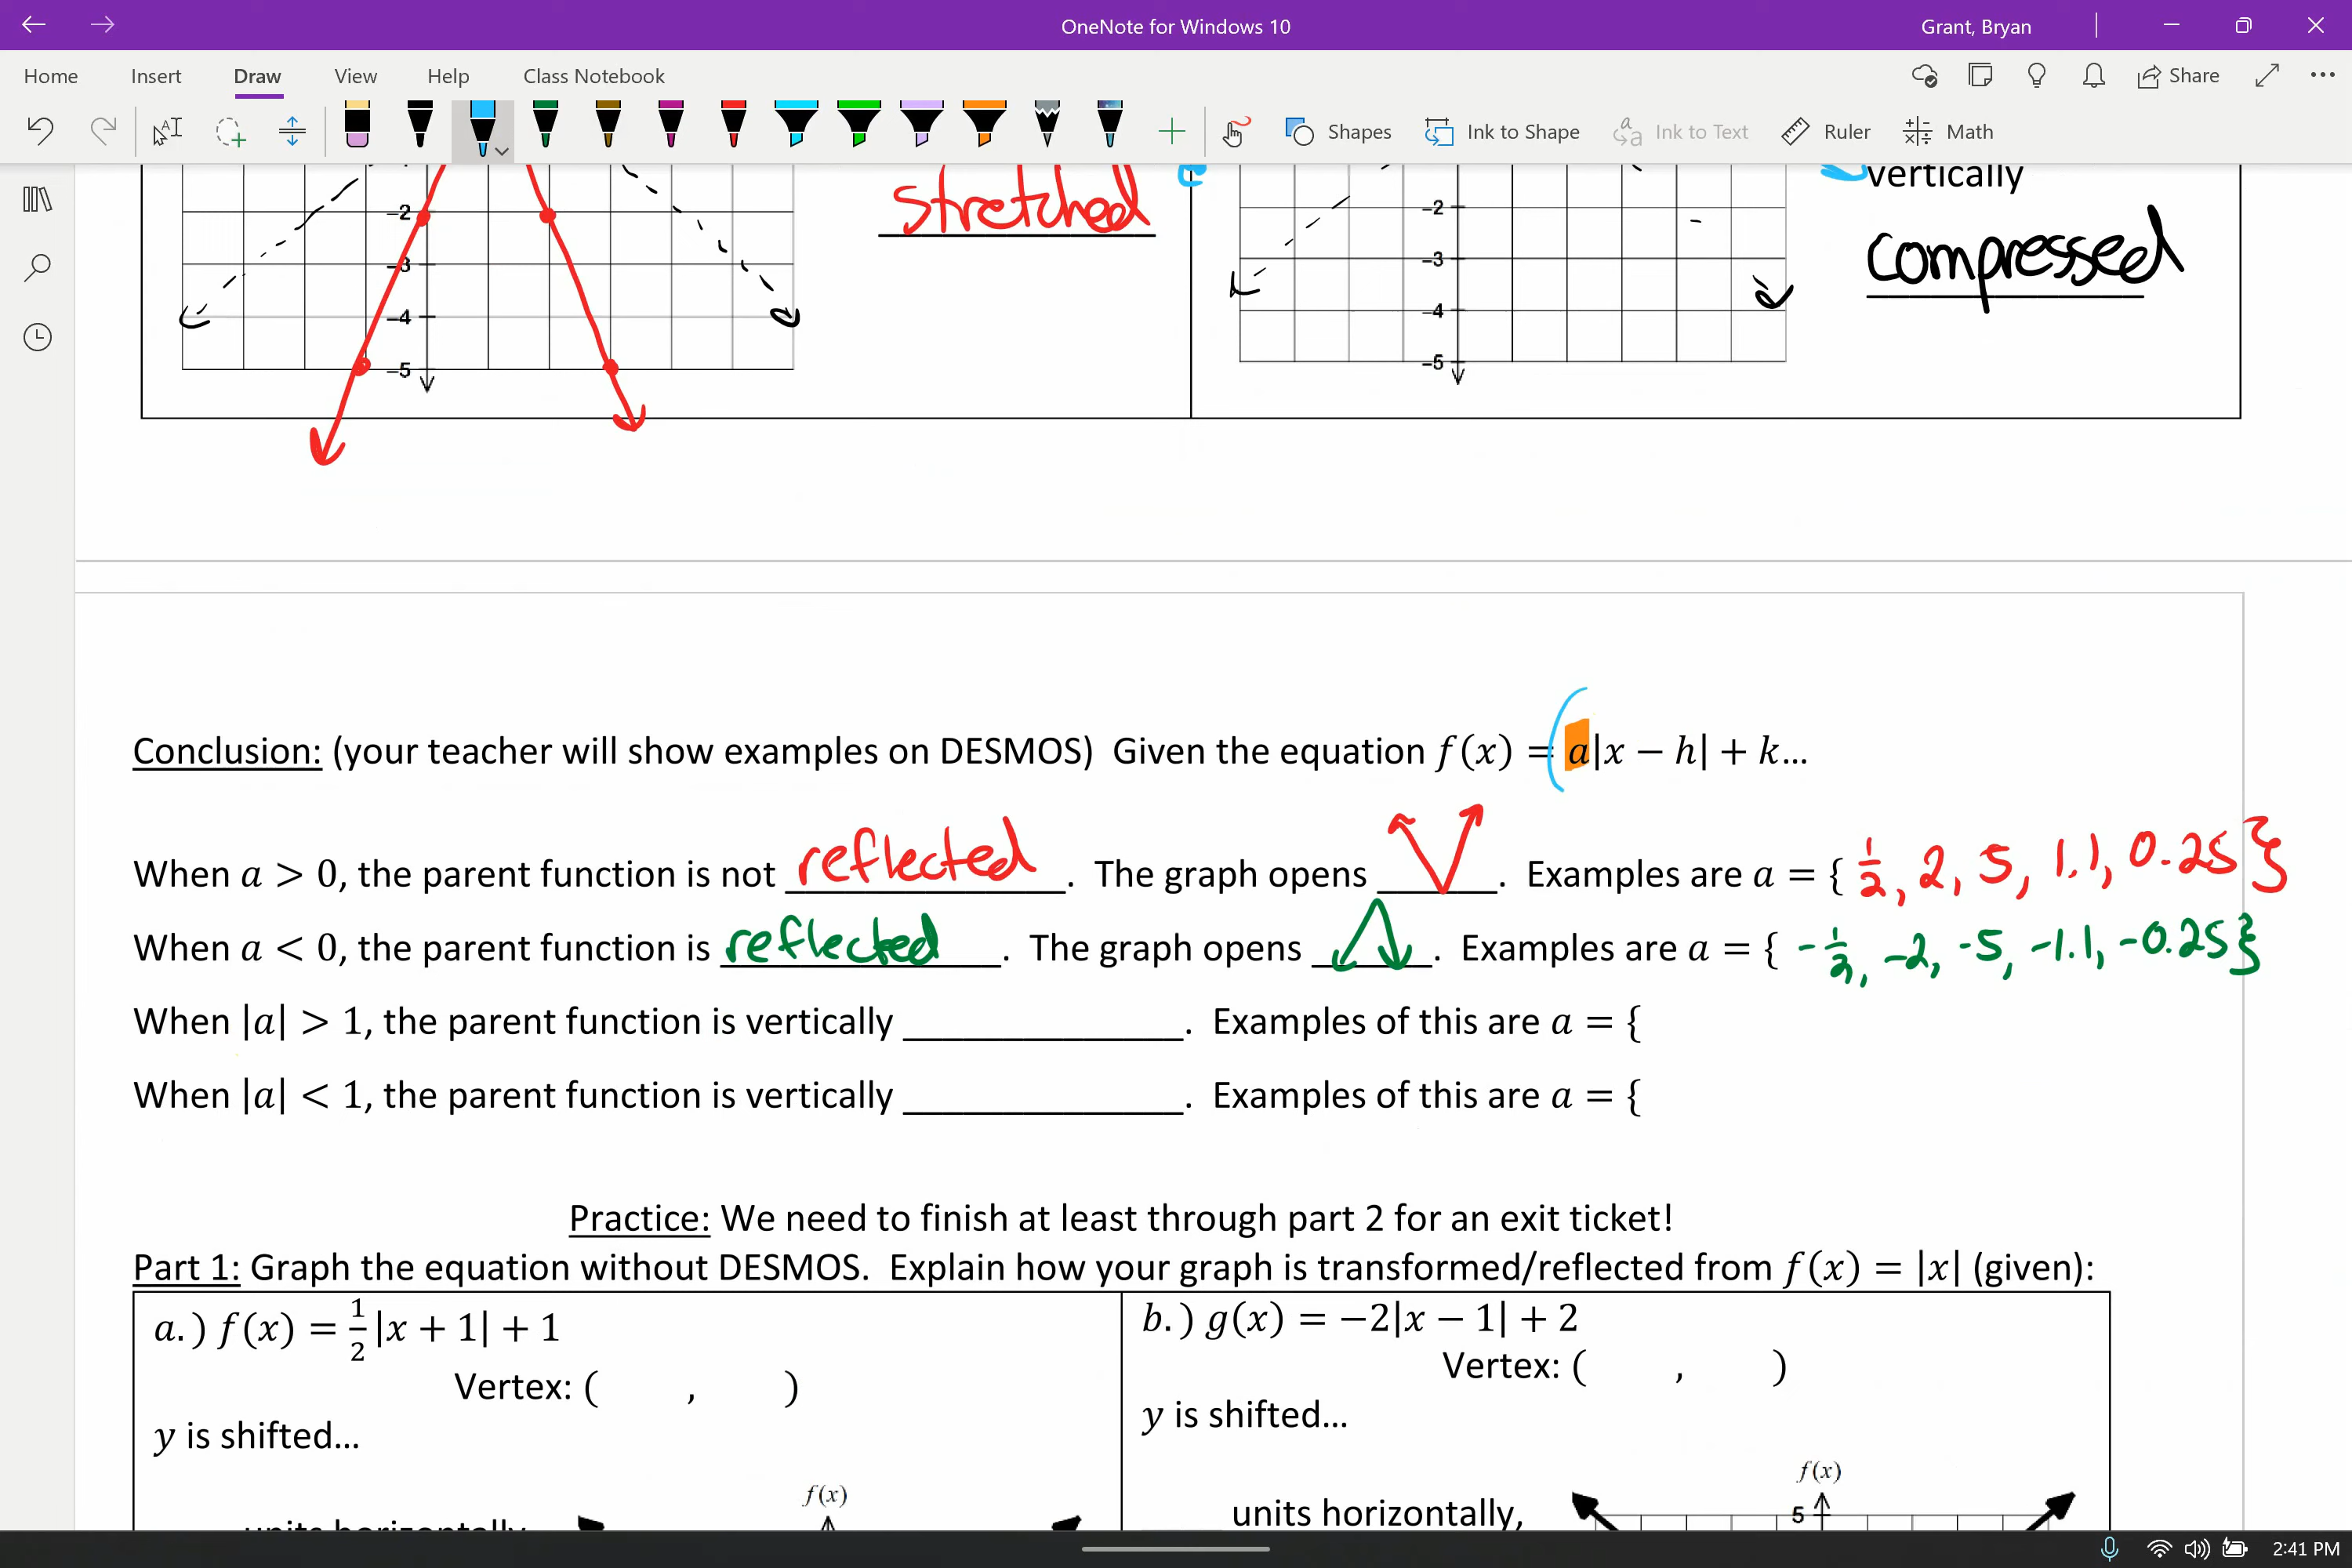 OneNote for Windows 10
Grant, Bryan
Home Insert Draw View Help Class Notebook
Share
Shapes Ink to Shape Ink to Text Ruler Math
stretched
vertically
compressed
-2
-3
-4
-5
-2
-3
-4
-5
Conclusion: (your teacher will show examples on DESMOS) Given the equation f(x) = a|x − h| + k...
When a > 0, the parent function is not reflected. The graph opens ______. Examples are a = { 1/2, 2, 5, 1.1, 0.25 }
When a < 0, the parent function is reflected. The graph opens ______. Examples are a = { -1/2, -2, -5, -1.1, -0.25 }
When |a| > 1, the parent function is vertically ______________. Examples of this are a = {
When |a| < 1, the parent function is vertically ______________. Examples of this are a = {
Practice: We need to finish at least through part 2 for an exit ticket!
Part 1: Graph the equation without DESMOS. Explain how your graph is transformed/reflected from f(x) = |x| (given):
a.) f(x) = 1/2|x + 1| + 1
Vertex: ( , )
y is shifted...
f(x)
units horizontally,
b.) g(x) = −2|x − 1| + 2
Vertex: ( , )
y is shifted...
f(x)
units horizontally,
5
2:41 PM